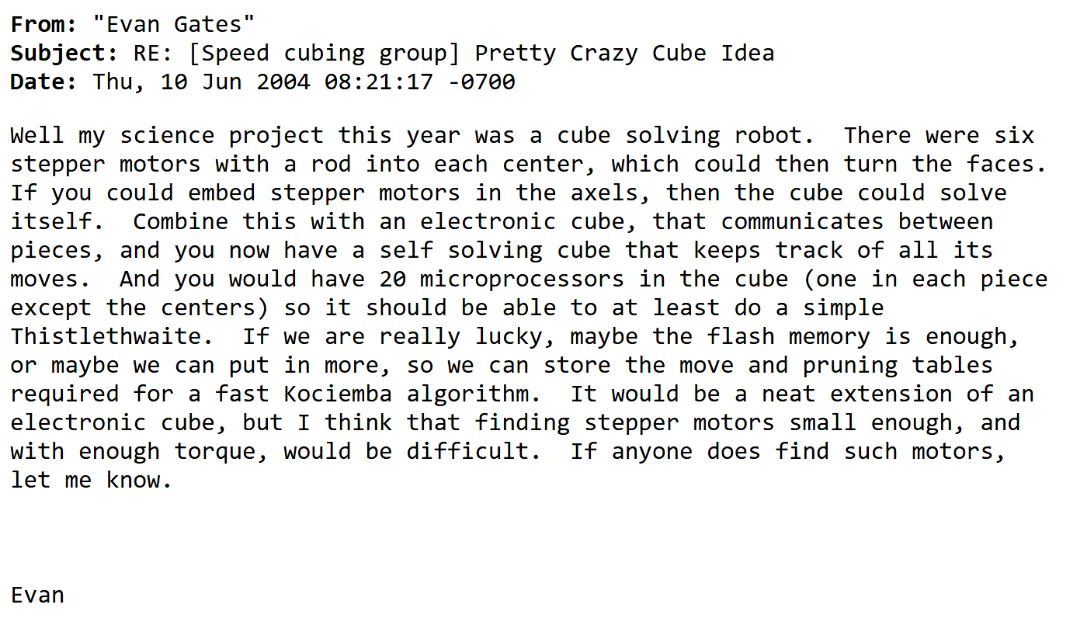 From: "Evan Gates"
Subject: RE: [Speed cubing group] Pretty Crazy Cube Idea
Date: Thu, 10 Jun 2004 08:21:17 -0700
Well my science project this year was a cube solving robot.  There were six
stepper motors with a rod into each center, which could then turn the faces.
If you could embed stepper motors in the axels, then the cube could solve
itself.  Combine this with an electronic cube, that communicates between
pieces, and you now have a self solving cube that keeps track of all its
moves.  And you would have 20 microprocessors in the cube (one in each piece
except the centers) so it should be able to at least do a simple
Thistlethwaite.  If we are really lucky, maybe the flash memory is enough,
or maybe we can put in more, so we can store the move and pruning tables
required for a fast Kociemba algorithm.  It would be a neat extension of an
electronic cube, but I think that finding stepper motors small enough, and
with enough torque, would be difficult.  If anyone does find such motors,
let me know.
Evan